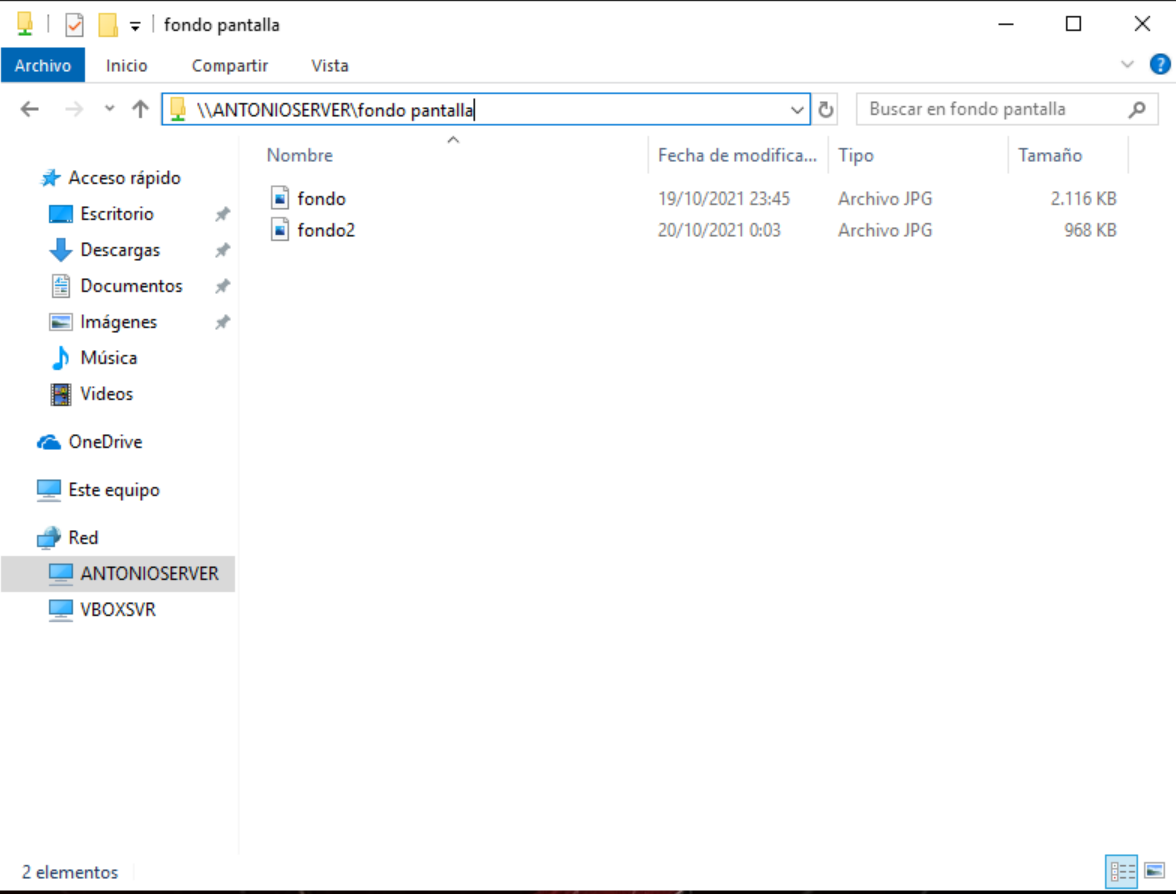 fondo pantalla
Archivo Inicio Compartir Vista
\\ANTONIOSERVER\fondo pantalla
Buscar en fondo pantalla
Acceso rápido
Escritorio
Descargas
Documentos
Imágenes
Música
Videos
OneDrive
Este equipo
Red
ANTONIOSERVER
VBOXSVR
Nombre Fecha de modifica... Tipo Tamaño
fondo 19/10/2021 23:45 Archivo JPG 2.116 KB
fondo2 20/10/2021 0:03 Archivo JPG 968 KB
2 elementos